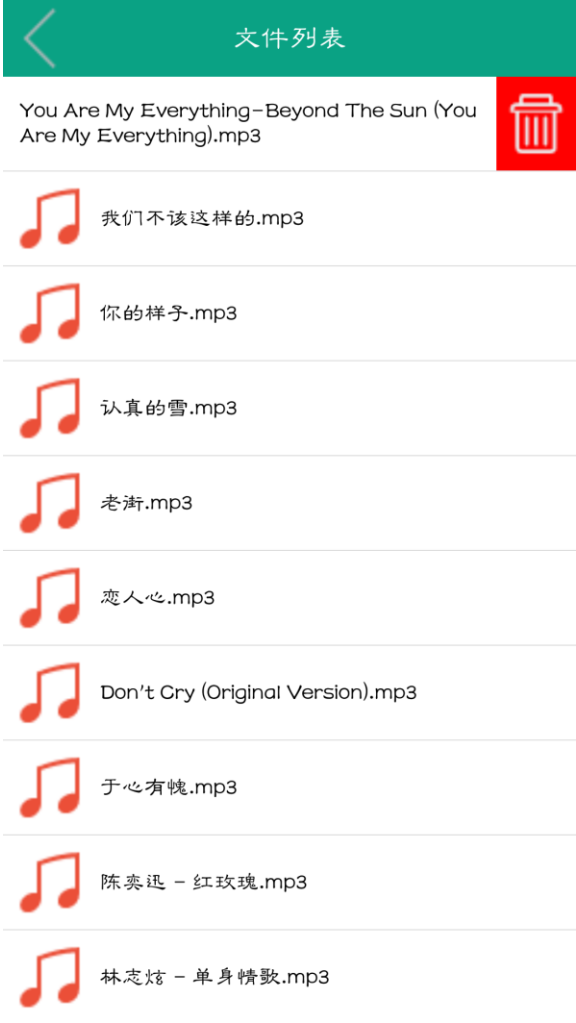 文件列表
You Are My Everything-Beyond The Sun (You
Are My Everything).mp3
我们不该这样的.mp3
你的样子.mp3
认真的雪.mp3
老街.mp3
恋人心.mp3
Don't Cry (Original Version).mp3
于心有愧.mp3
陈奕迅 - 红玫瑰.mp3
林志炫 - 单身情歌.mp3